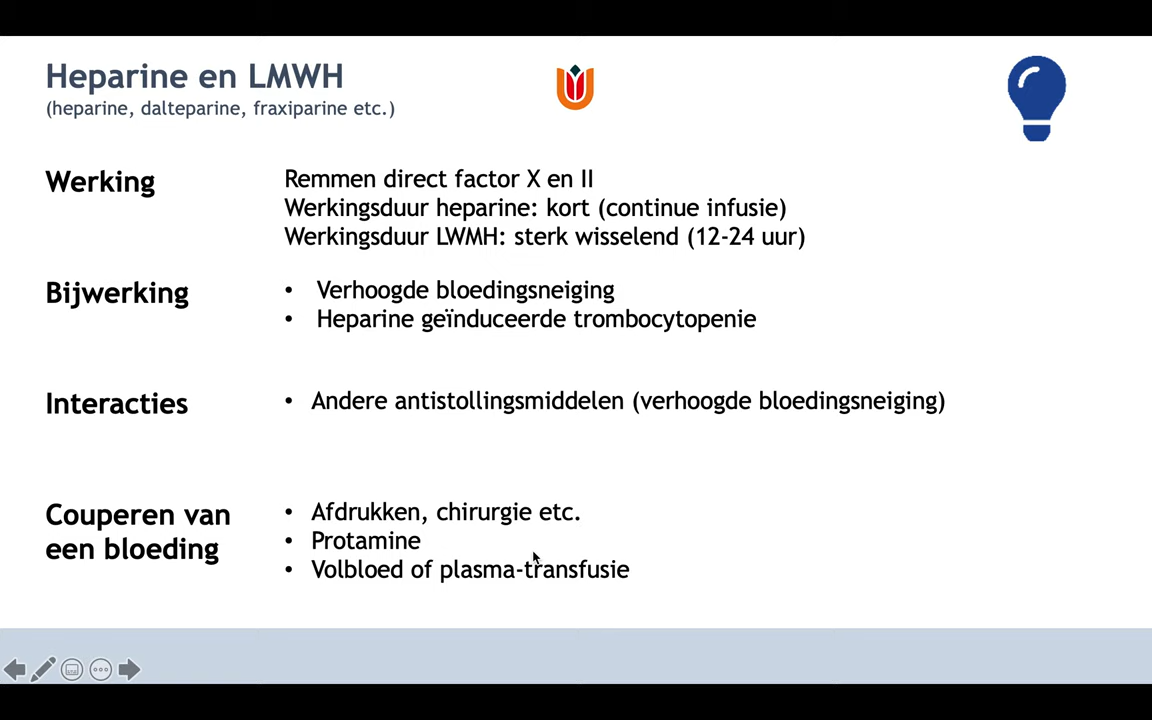 Heparine en LMWH
(heparine, dalteparine, fraxiparine etc.)
Werking
Remmen direct factor X en II
Werkingsduur heparine: kort (continue infusie)
Werkingsduur LWMH: sterk wisselend (12-24 uur)
Bijwerking
• Verhoogde bloedingsneiging
• Heparine geïnduceerde trombocytopenie
Interacties
• Andere antistollingsmiddelen (verhoogde bloedingsneiging)
Couperen van
een bloeding
• Afdrukken, chirurgie etc.
• Protamine
• Volbloed of plasma-transfusie